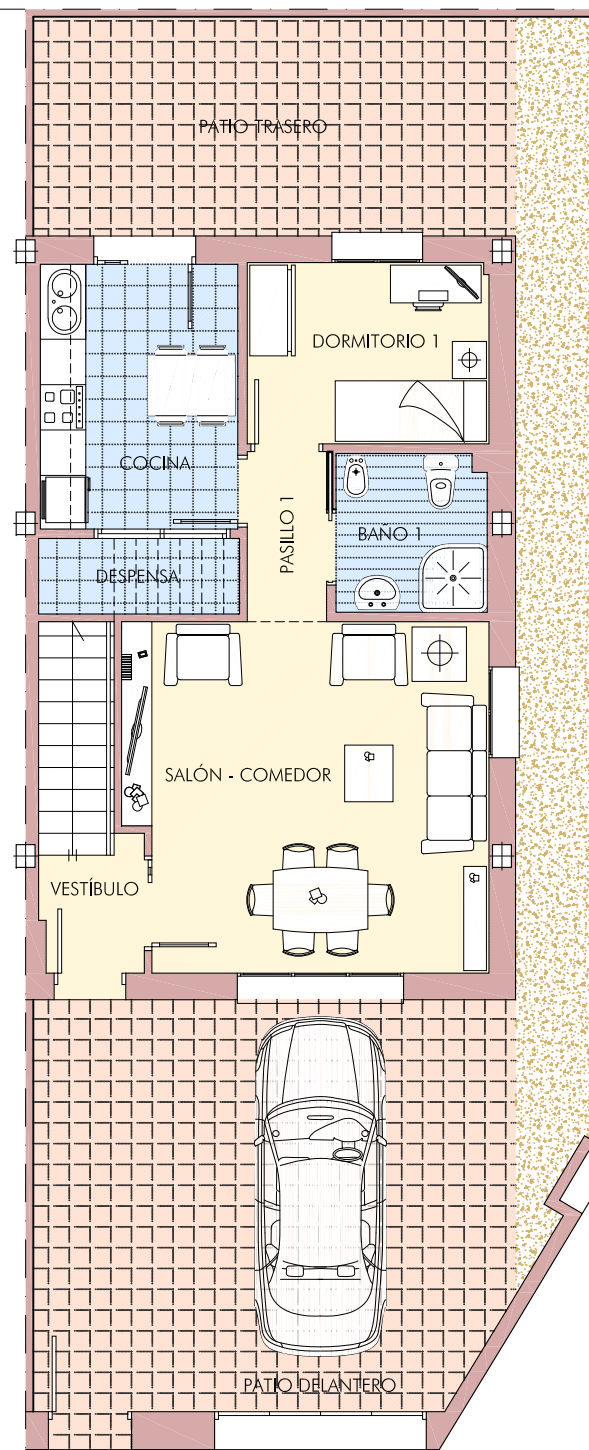 PATIO TRASERO
DORMITORIO 1
COCINA
PASILLO 1
BAÑO 1
DESPENSA
SALÓN - COMEDOR
VESTÍBULO
PATIO DELANTERO